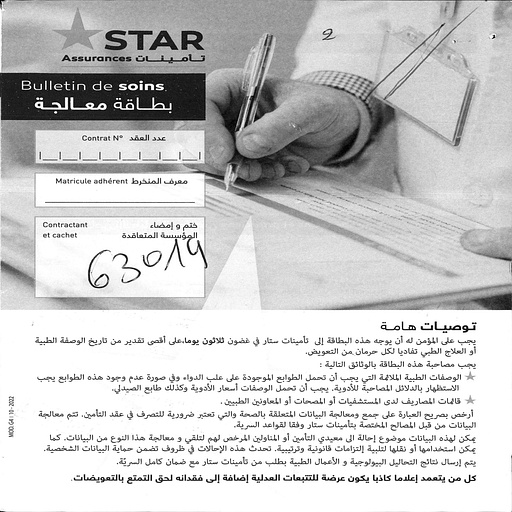 2
STAR
Assurances تأمينات
Bulletin de soins,
بطاقة معالجة
Contrat N° عدد العقد
Matricule adhérent معرف المنخرط
Contractant et cachet
ختم و إمضاء المؤسسة المتعاقدة
63019
توصيات هامة
يجب على المؤمن له أن يوجه هذه البطاقة إلى تأمينات ستار في غضون ثلاثون يوما،على أقصى تقدير من تاريخ الوصفة الطبية
أو العلاج الطبي تفاديا لكل حرمان من التعويض.
يجب مصاحبة هذه البطاقة بالوثائق التالية :
الوصفات الطبية الملائمة التي يجب أن تحمل الطوابع الموجودة على علب الدواء وفي صورة عدم وجود هذه الطوابع يجب
الاستظهار بالدلائل المصاحبة للأدوية. يجب أن تحمل الوصفات أسعار الأدوية وكذلك طابع الصيدلي.
قائمات المصاريف لدى المستشفيات أو المصحات أو المعاونين الطبيين .
أرخص بصريح العبارة على جمع ومعالجة البيانات المتعلقة بالصحة والتي تعتبر ضرورية للتصرف في عقد التأمين. تتم معالجة
البيانات من قبل المصالح المختصة بتأمينات ستار وفقا لقواعد السرية.
يمكن لهذه البيانات موضوع إحالة الى معيدي التأمين أو المناولين المرخص لهم لتلقي و معالجة هذا النوع من البيانات. كما
يمكن استخدامها أو نقلها لتلبية إلتزامات قانونية وترتيبية. تحدث هذه الإحالات في ظروف تضمن حماية البيانات الشخصية.
يتم إرسال نتائج التحاليل البيولوجية و الأعمال الطبية بطلب من تأمينات ستار مع ضمان كامل السرية.
كل من يتعمد إعلاما كاذبا يكون عرضة للتتبعات العدلية إضافة إلى فقدانه لحق التمتع بالتعويضات.
MOD.G4 | 10 - 2022